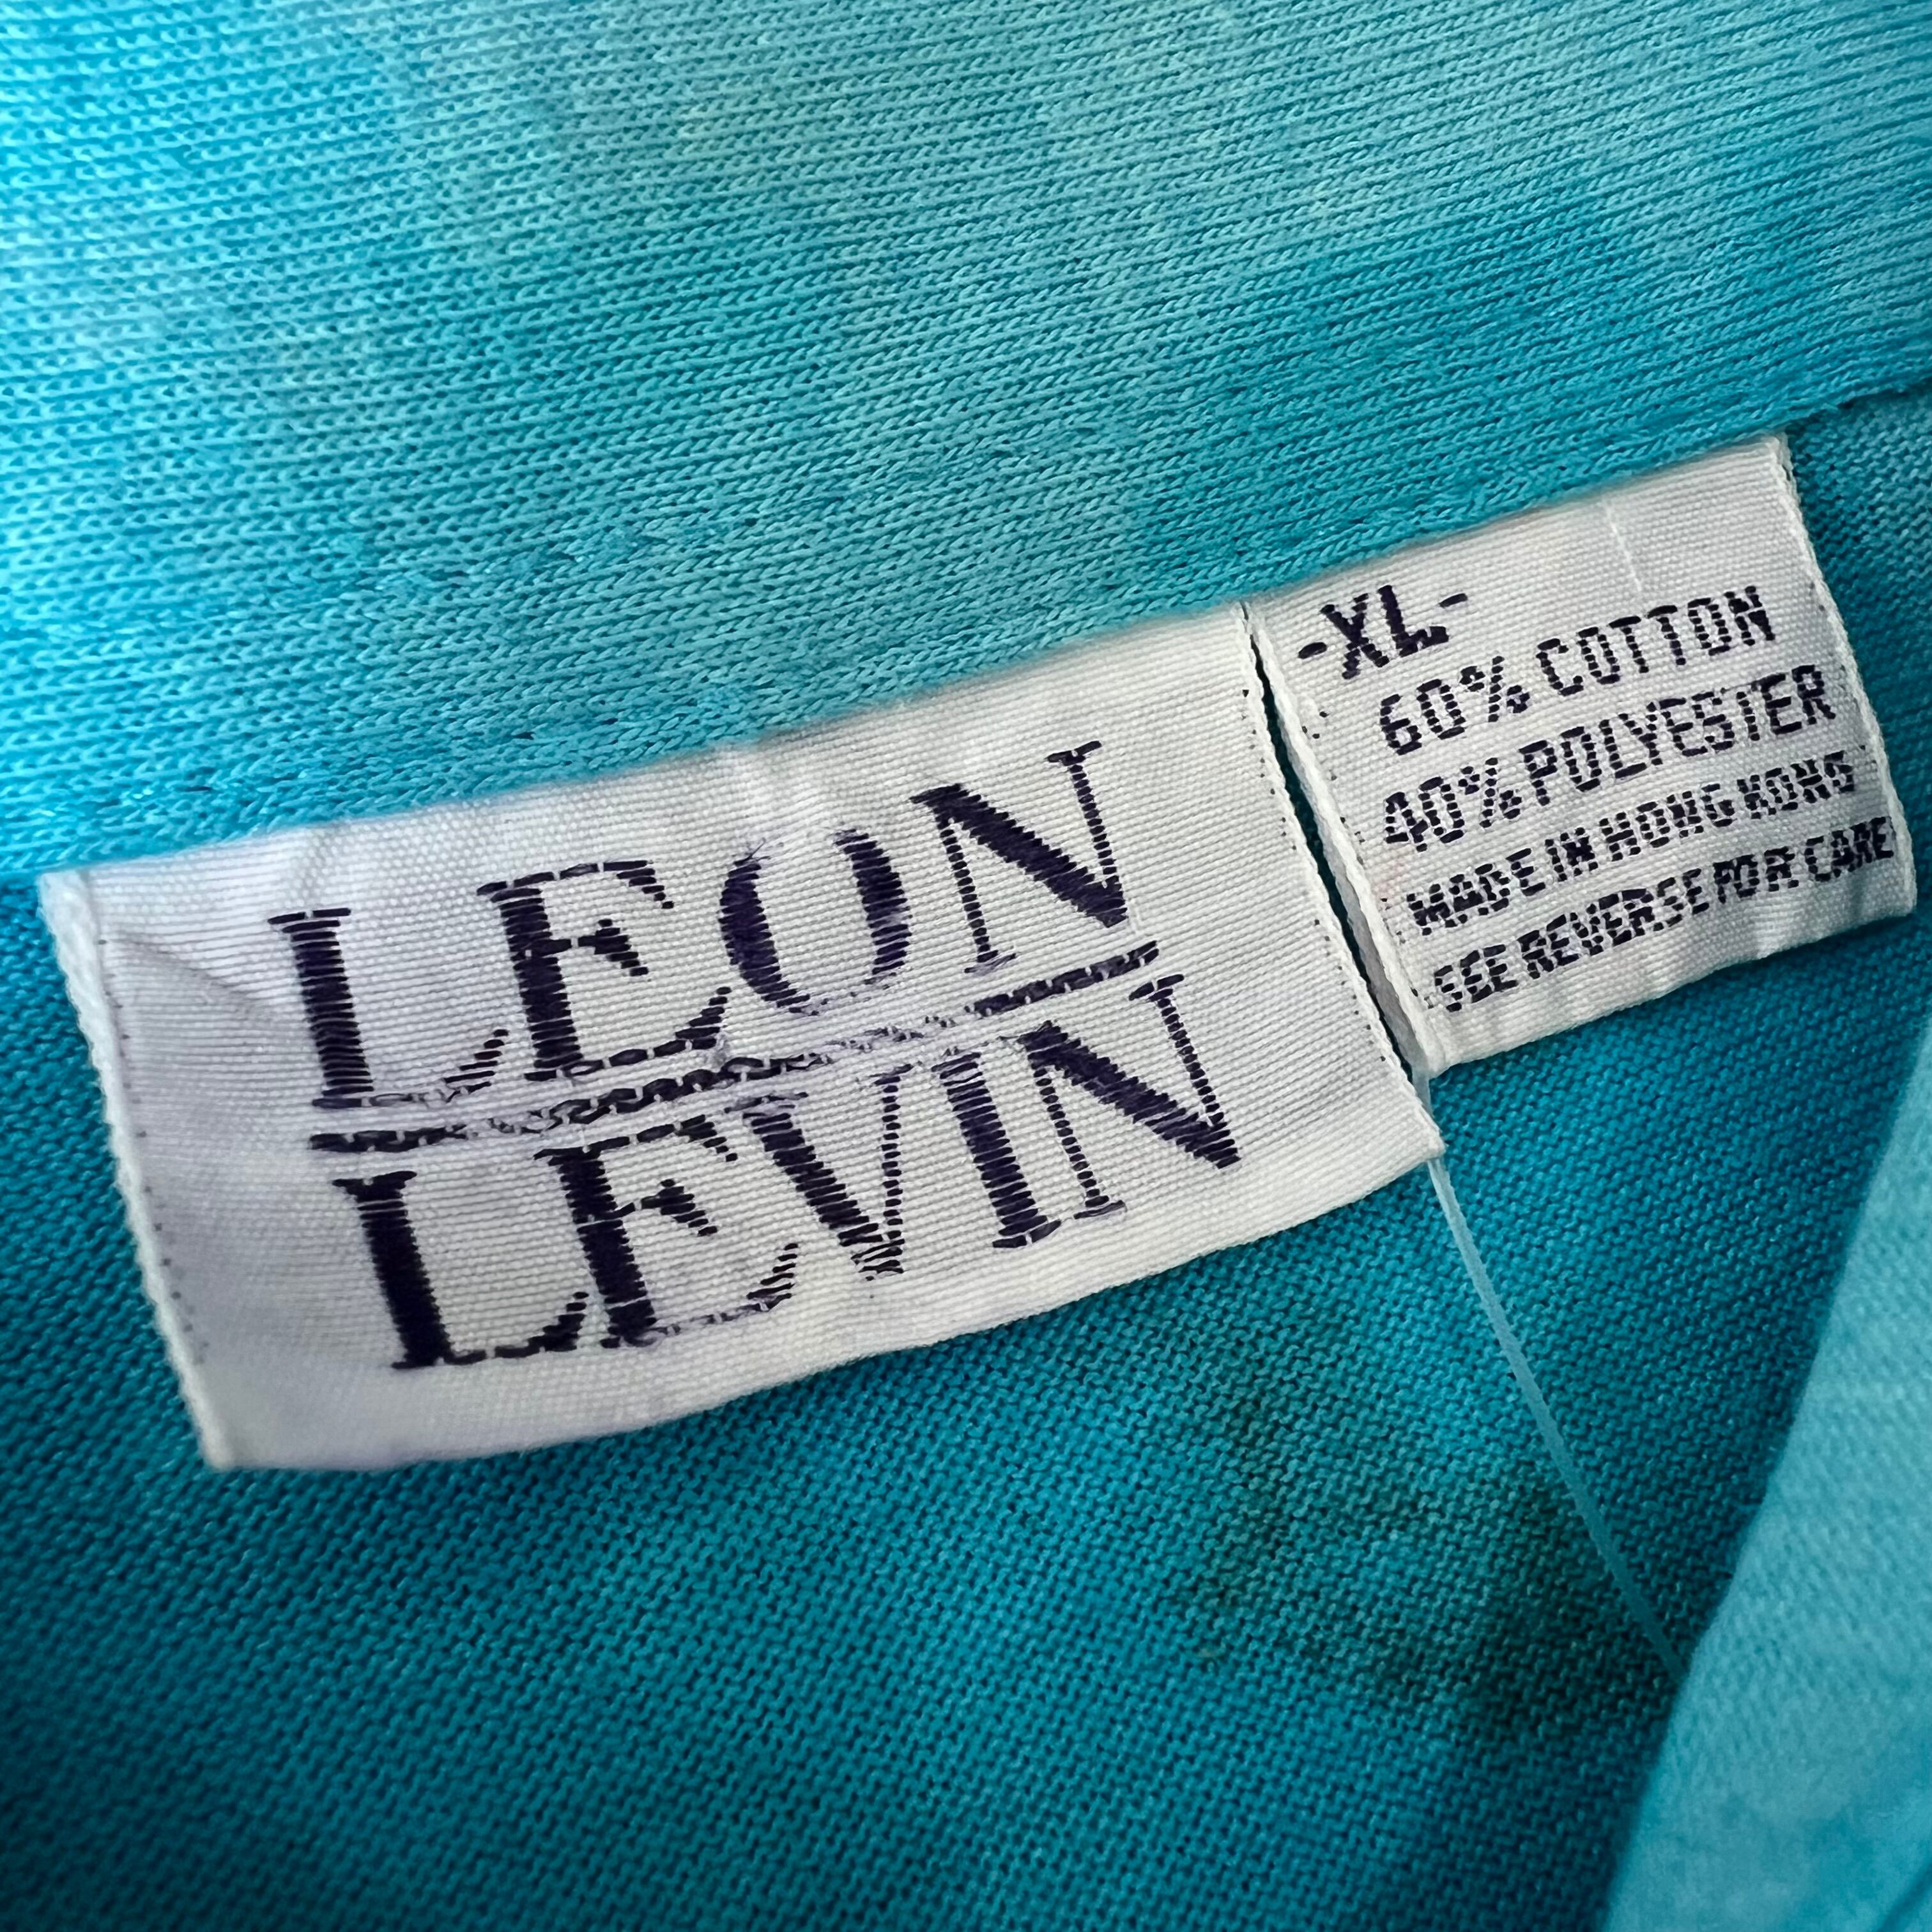 LEON
LEVIN
-XL-
60% COTTON
40% POLYESTER
MADE IN HONG KONG
SEE REVERSE FOR CARE